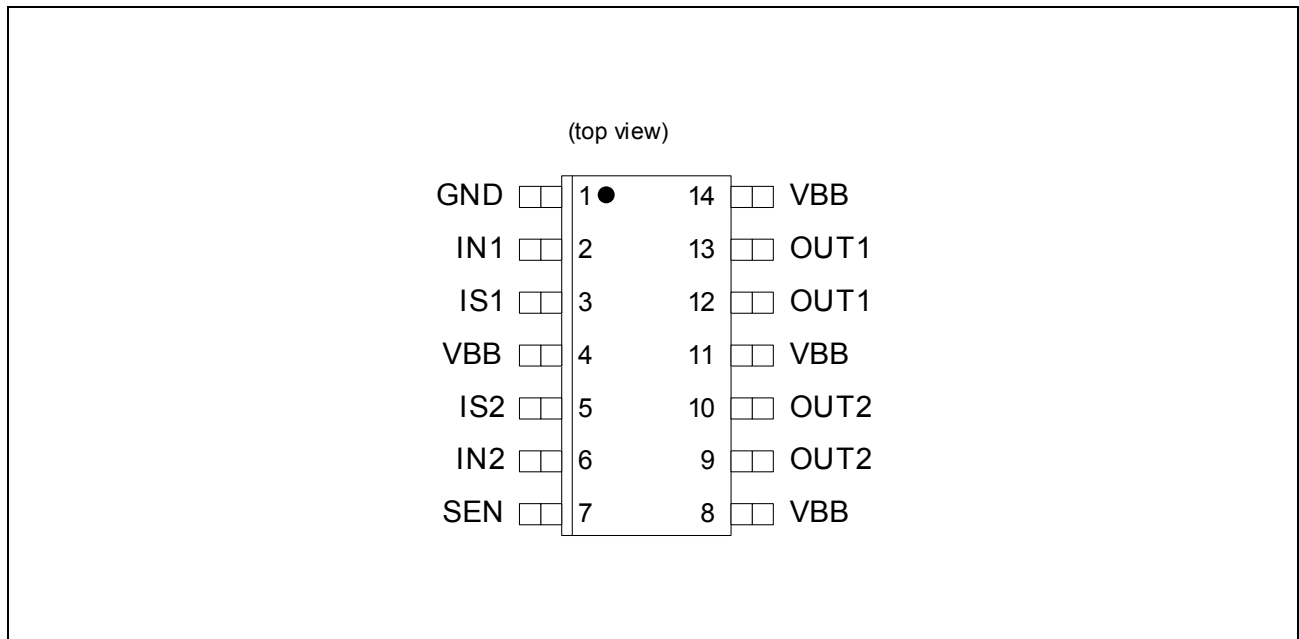 (top view)
GND 1 14 VBB
IN1 2 13 OUT1
IS1 3 12 OUT1
VBB 4 11 VBB
IS2 5 10 OUT2
IN2 6 9 OUT2
SEN 7 8 VBB